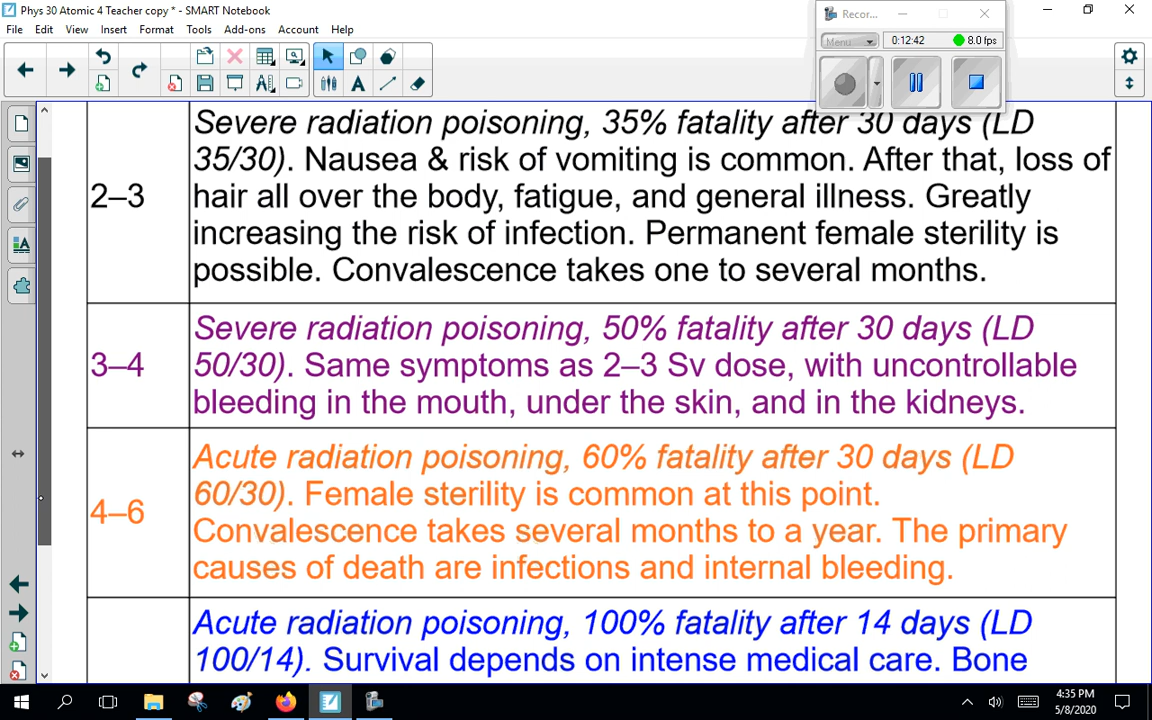 Phys 30 Atomic 4 Teacher copy * - SMART Notebook
File Edit View Insert Format Tools Add-ons Account Help
Recor...
Menu
0:12:42
8.0 fps
Severe radiation poisoning, 35% fatality after 30 days (LD
35/30). Nausea & risk of vomiting is common. After that, loss of
2–3
hair all over the body, fatigue, and general illness. Greatly
increasing the risk of infection. Permanent female sterility is
possible. Convalescence takes one to several months.
Severe radiation poisoning, 50% fatality after 30 days (LD
3–4
50/30). Same symptoms as 2–3 Sv dose, with uncontrollable
bleeding in the mouth, under the skin, and in the kidneys.
Acute radiation poisoning, 60% fatality after 30 days (LD
4–6
60/30). Female sterility is common at this point.
Convalescence takes several months to a year. The primary
causes of death are infections and internal bleeding.
Acute radiation poisoning, 100% fatality after 14 days (LD
100/14). Survival depends on intense medical care. Bone
4:35 PM
5/8/2020